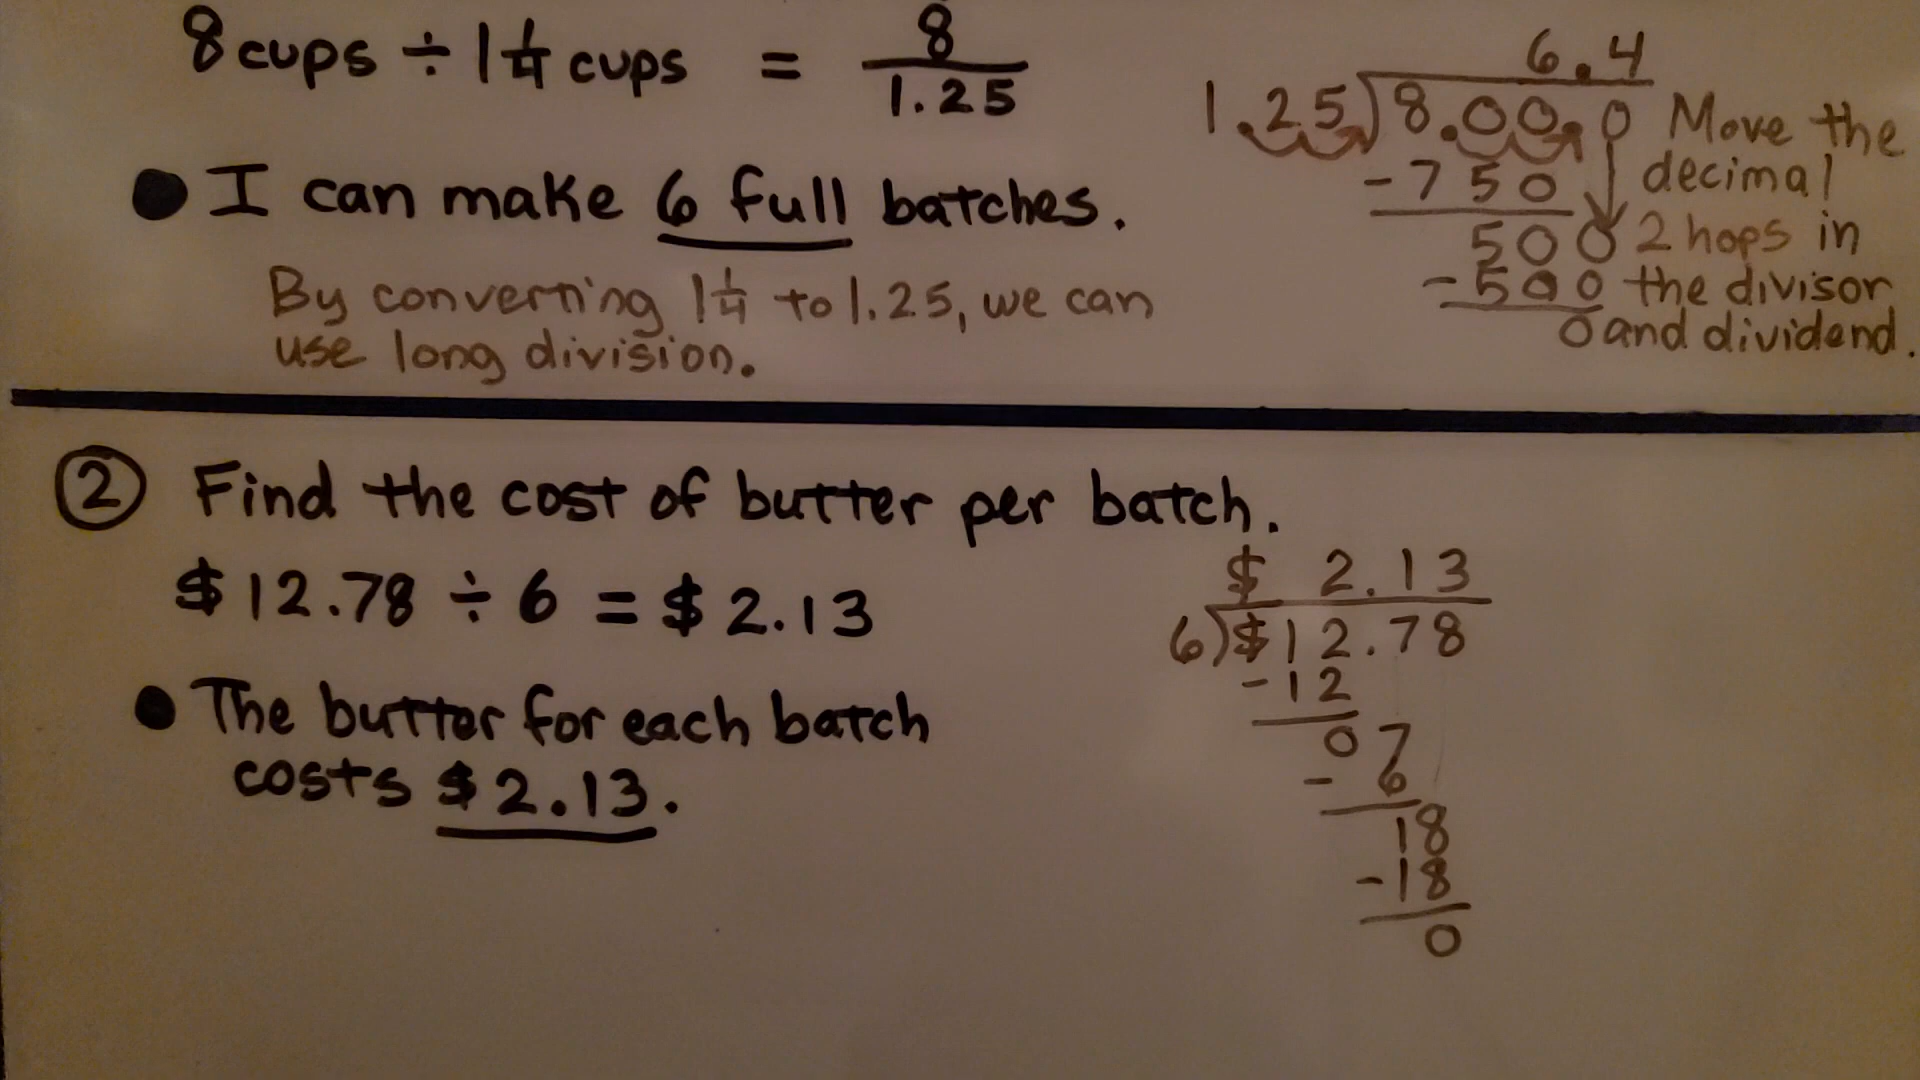 8 cups ÷ 1 1/4 cups = 8/1.25
● I can make 6 full batches.
By converting 1 1/4 to 1.25, we can
use long division.
6.4
1.25)8.00.0 Move the
-750 decimal
500 2 hops in
-500 the divisor
0 and dividend.
② Find the cost of butter per batch.
$12.78 ÷ 6 = $2.13
● The butter for each batch
costs $2.13.
$ 2.13
6)$12.78
-12
07
- 6
18
-18
0